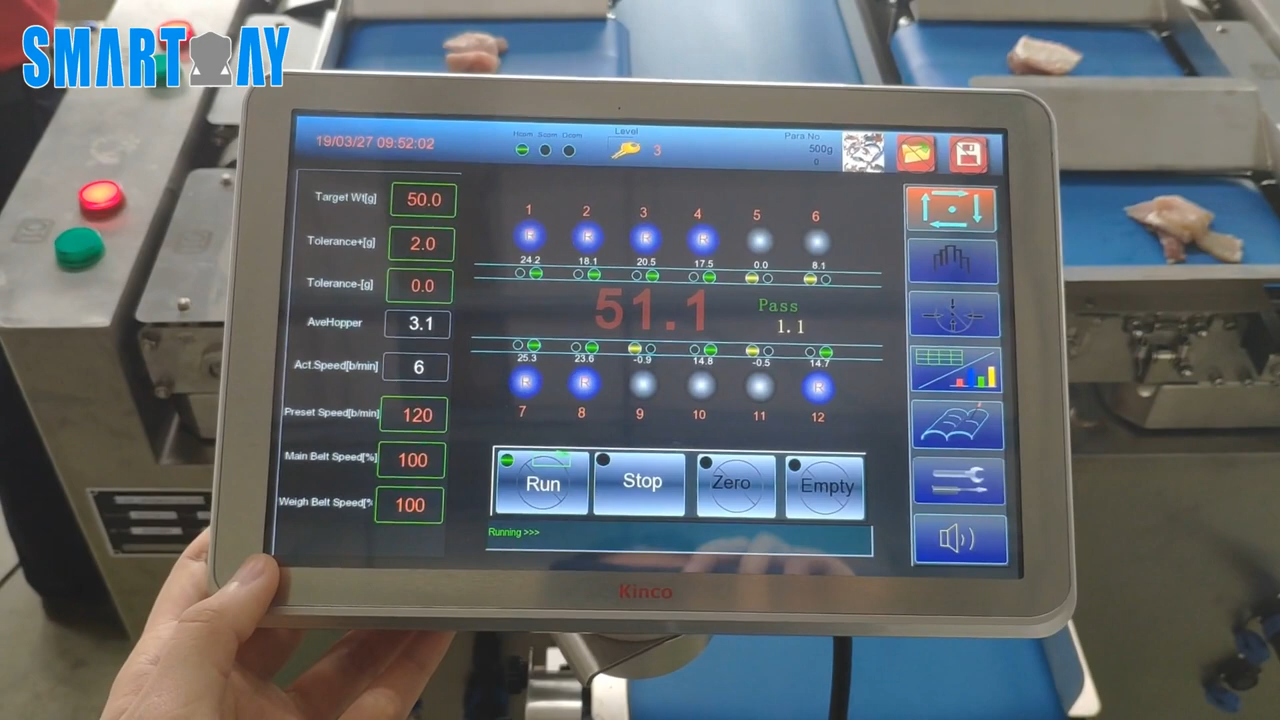 SMART AY
19/03/27 09:52:02
Level
3
Para.No.
500g
0
Target Wt[g] 50.0
Tolerance+[g] 2.0
Tolerance-[g] 0.0
AveHopper 3.1
Act.Speed[b/min] 6
Preset Speed[b/min] 120
Main Belt Speed[%] 100
Weigh Belt Speed[% 100
1 2 3 4 5 6
R R R R
24.2 18.1 20.5 17.5 0.0 8.1
51.1 Pass
1.1
25.3 23.6 -0.9 14.8 -0.5 14.7
R R R
7 8 9 10 11 12
Run Stop Zero Empty
Running >>>
Kinco